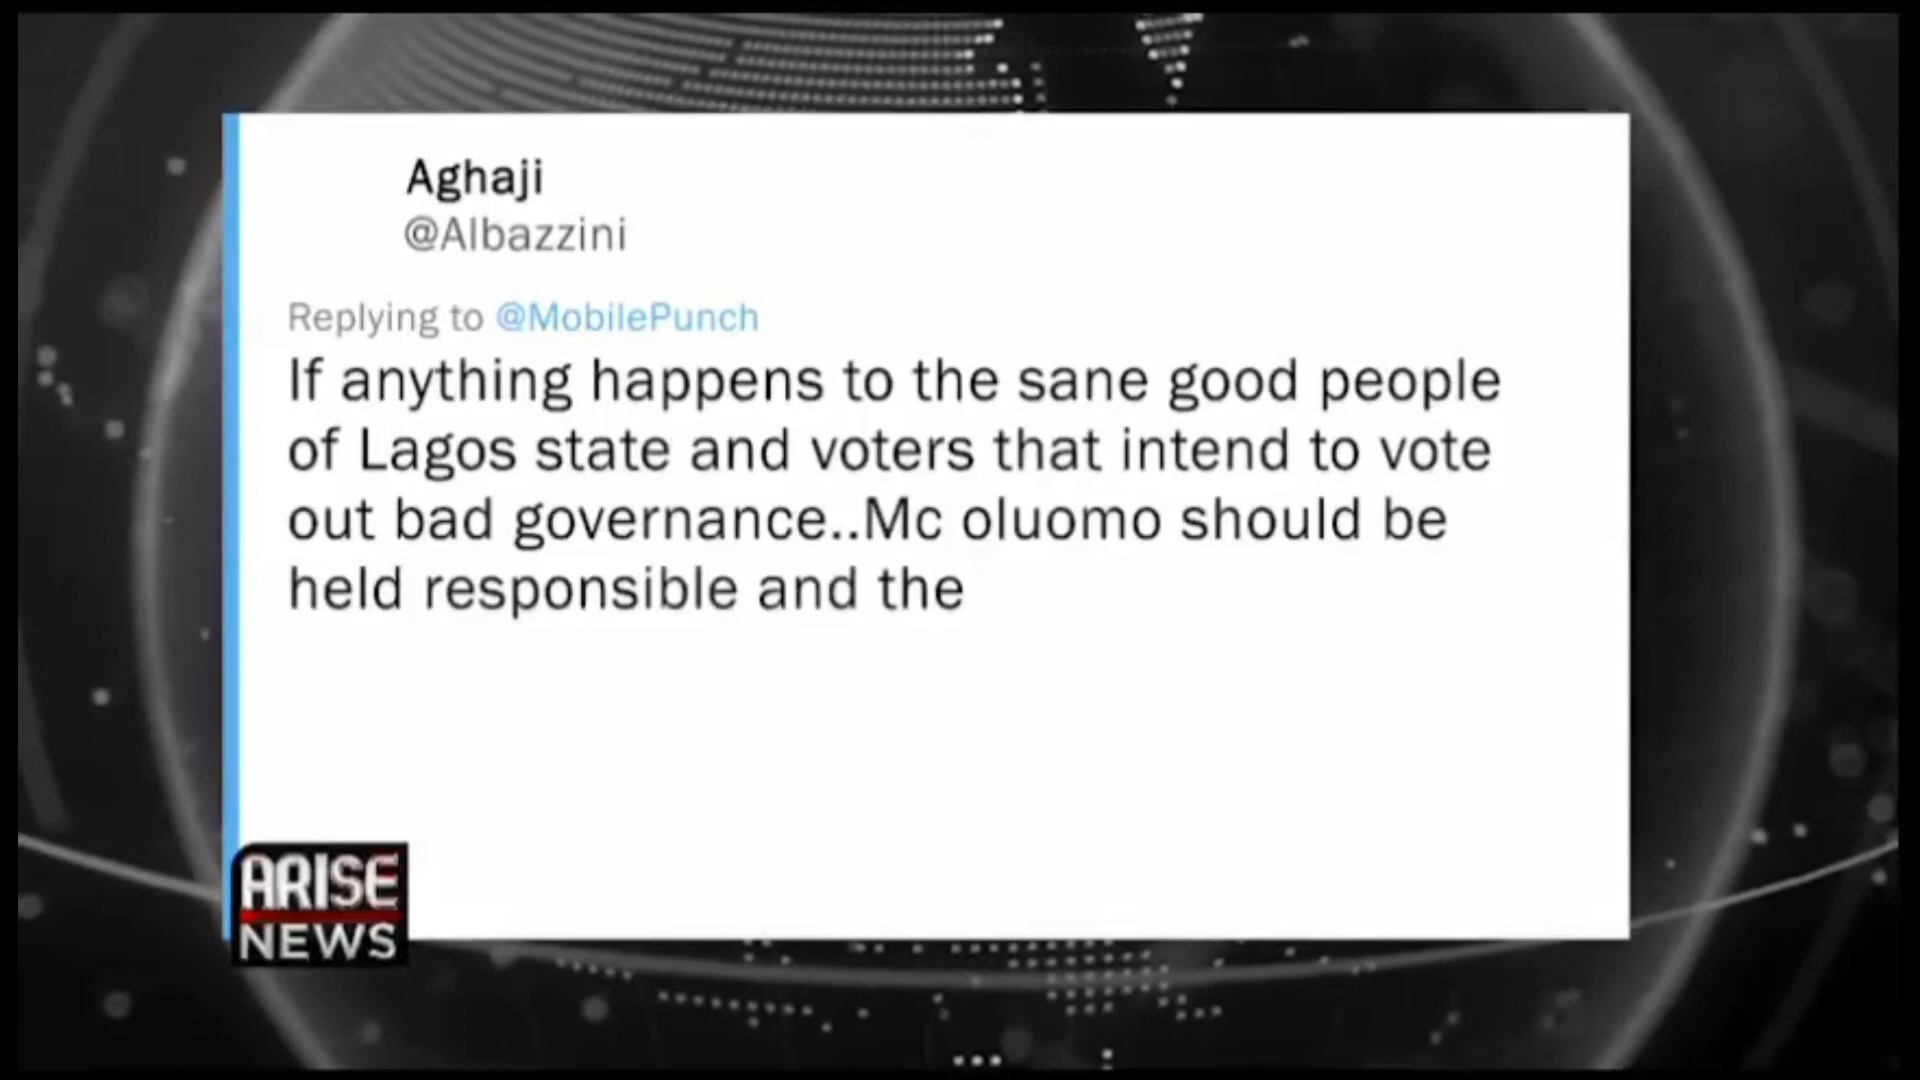 Aghaji
@Albazzini
Replying to @MobilePunch
If anything happens to the sane good people
of Lagos state and voters that intend to vote
out bad governance..Mc oluomo should be
held responsible and the
ARISE
NEWS